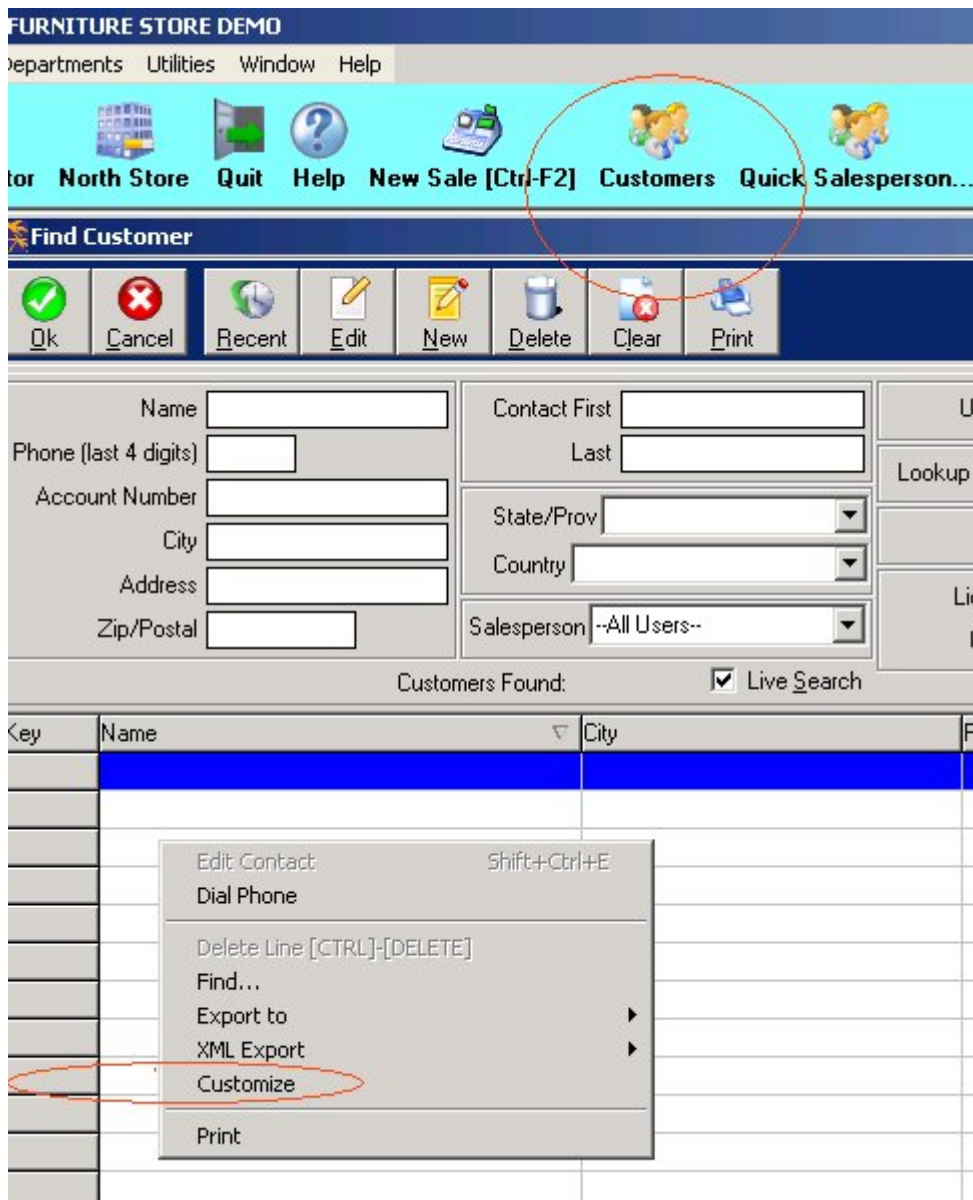 FURNITURE STORE DEMO
Departments Utilities Window Help
tor North Store Quit Help New Sale [Ctrl-F2] Customers Quick Salesperson...
Find Customer
Ok Cancel Recent Edit New Delete Clear Print
Name Contact First
Phone (last 4 digits) Last
Lookup
Account Number
State/Prov
City
Country
Address
Zip/Postal Salesperson --All Users--
Customers Found: Live Search
Key Name City
Edit Contact Shift+Ctrl+E
Dial Phone
Delete Line [CTRL]-[DELETE]
Find...
Export to
XML Export
Customize
Print